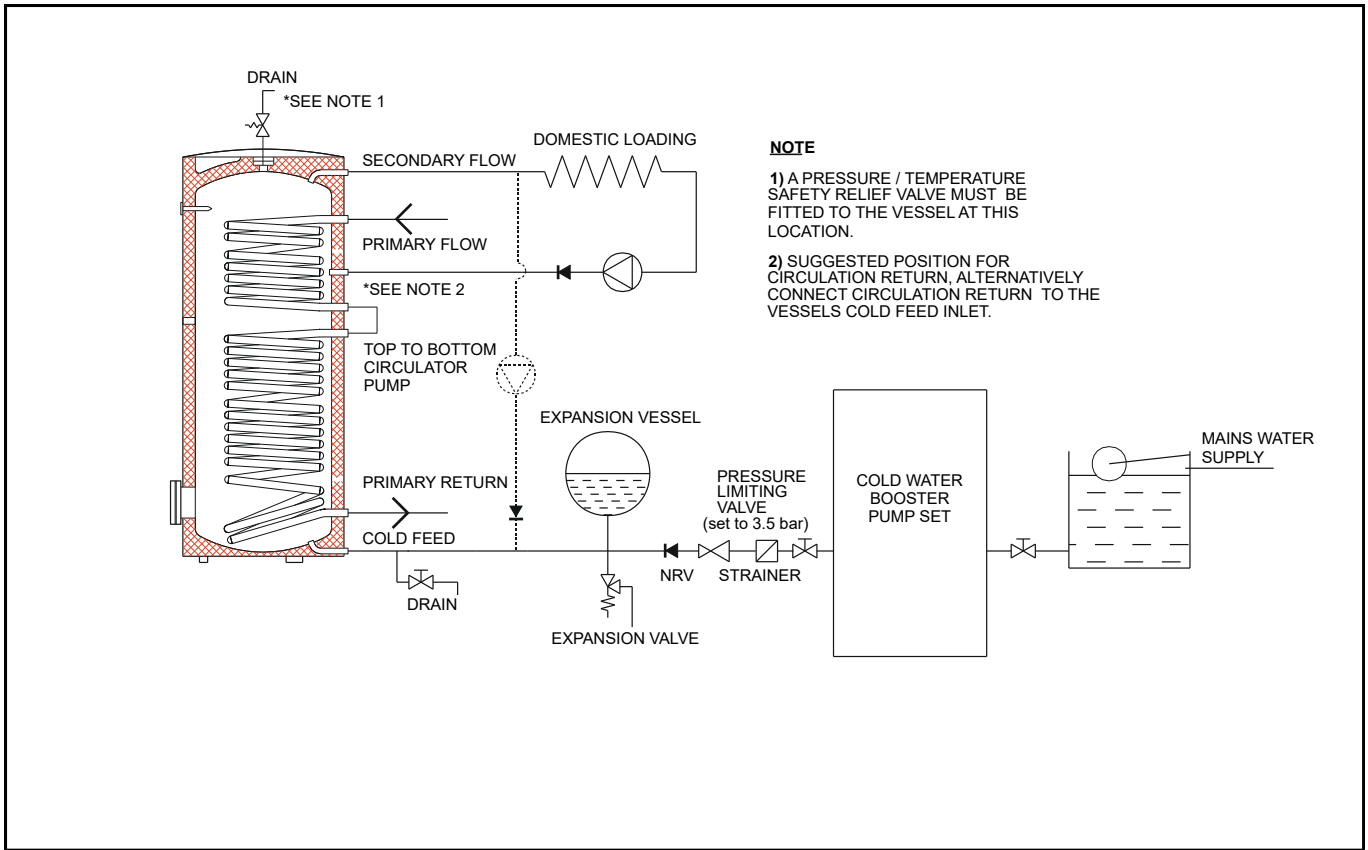 DRAIN
*SEE NOTE 1
SECONDARY FLOW
DOMESTIC LOADING
PRIMARY FLOW
*SEE NOTE 2
TOP TO BOTTOM
CIRCULATOR
PUMP
PRIMARY RETURN
COLD FEED
DRAIN
EXPANSION VESSEL
EXPANSION VALVE
PRESSURE
LIMITING
VALVE
(set to 3.5 bar)
NRV
STRAINER
COLD WATER
BOOSTER
PUMP SET
MAINS WATER
SUPPLY
NOTE
1) A PRESSURE / TEMPERATURE
SAFETY RELIEF VALVE MUST BE
FITTED TO THE VESSEL AT THIS
LOCATION.
2) SUGGESTED POSITION FOR
CIRCULATION RETURN, ALTERNATIVELY
CONNECT CIRCULATION RETURN TO THE
VESSELS COLD FEED INLET.